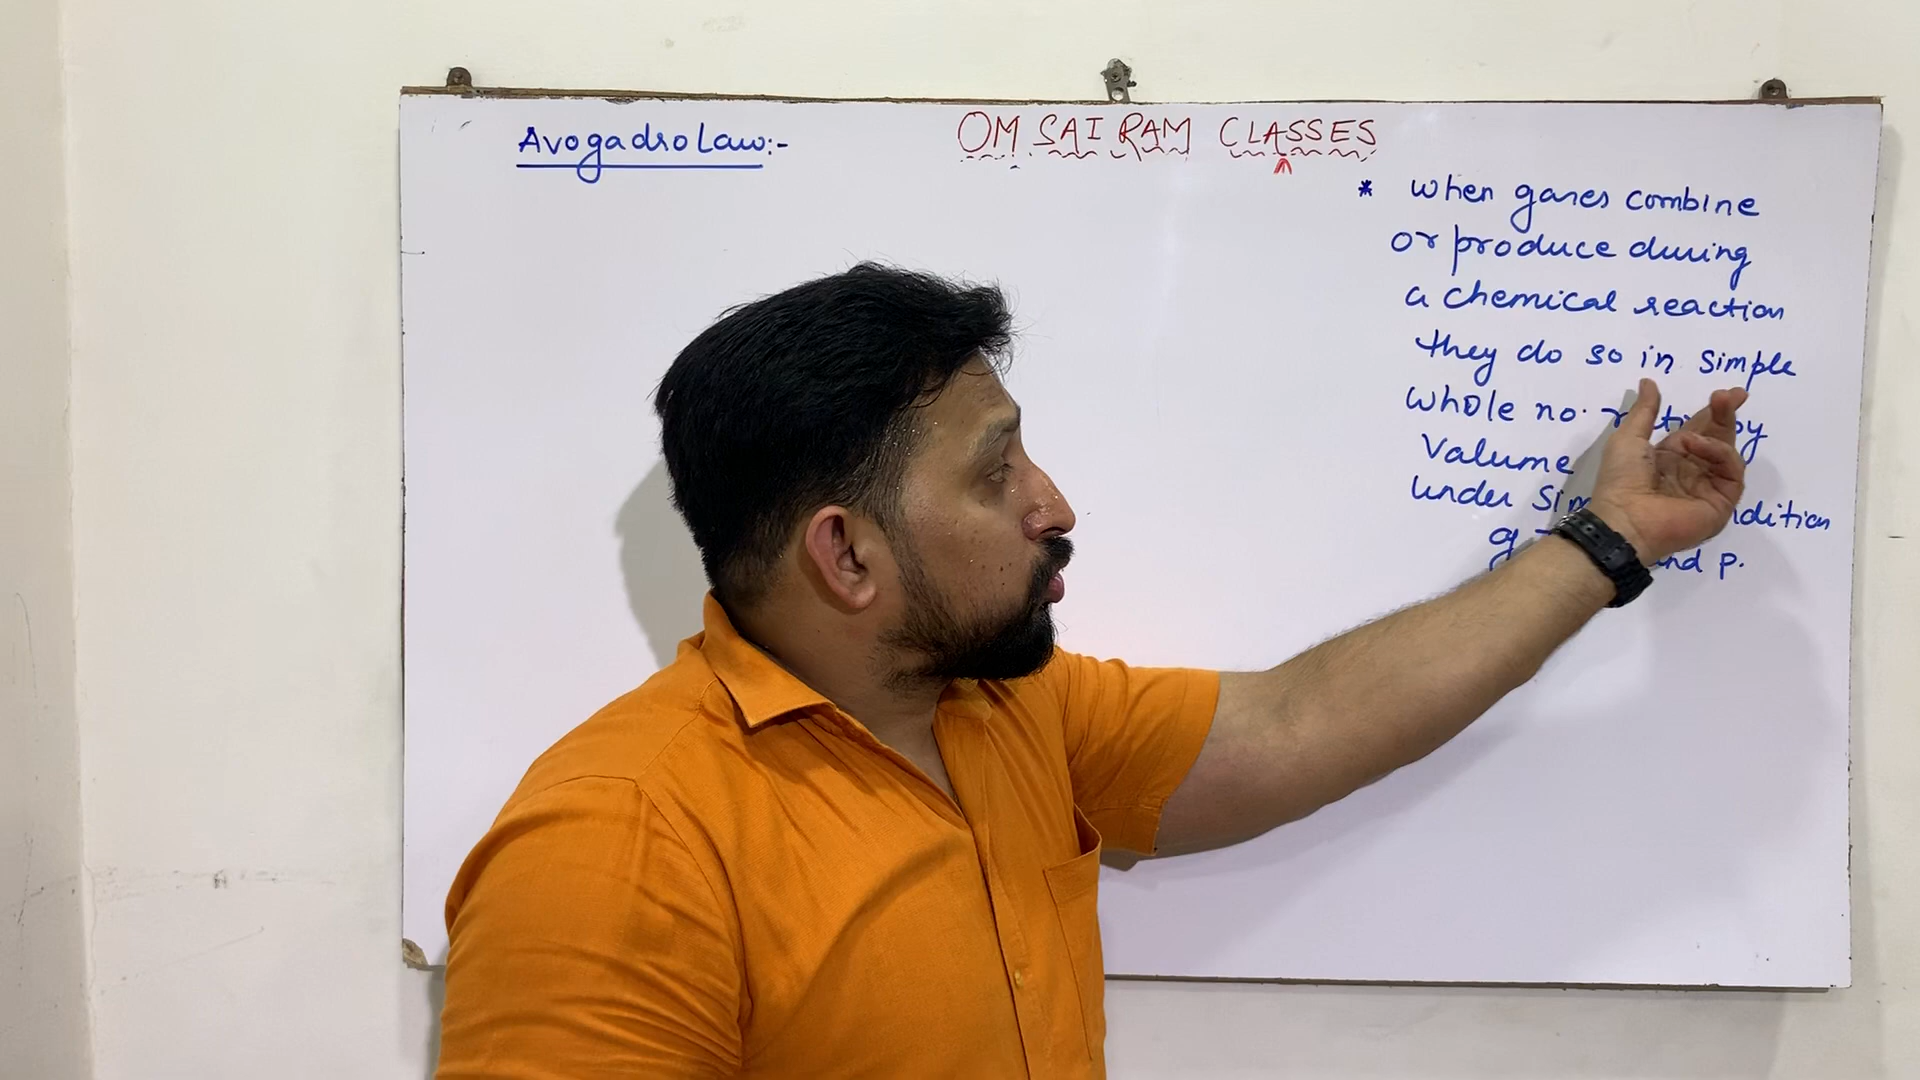 Avogadro Law:-
OM SAI RAM CLASSES
* when gases combine
or produce during
a chemical reaction
they do so in simple
whole no. by
Valume
under
and P.